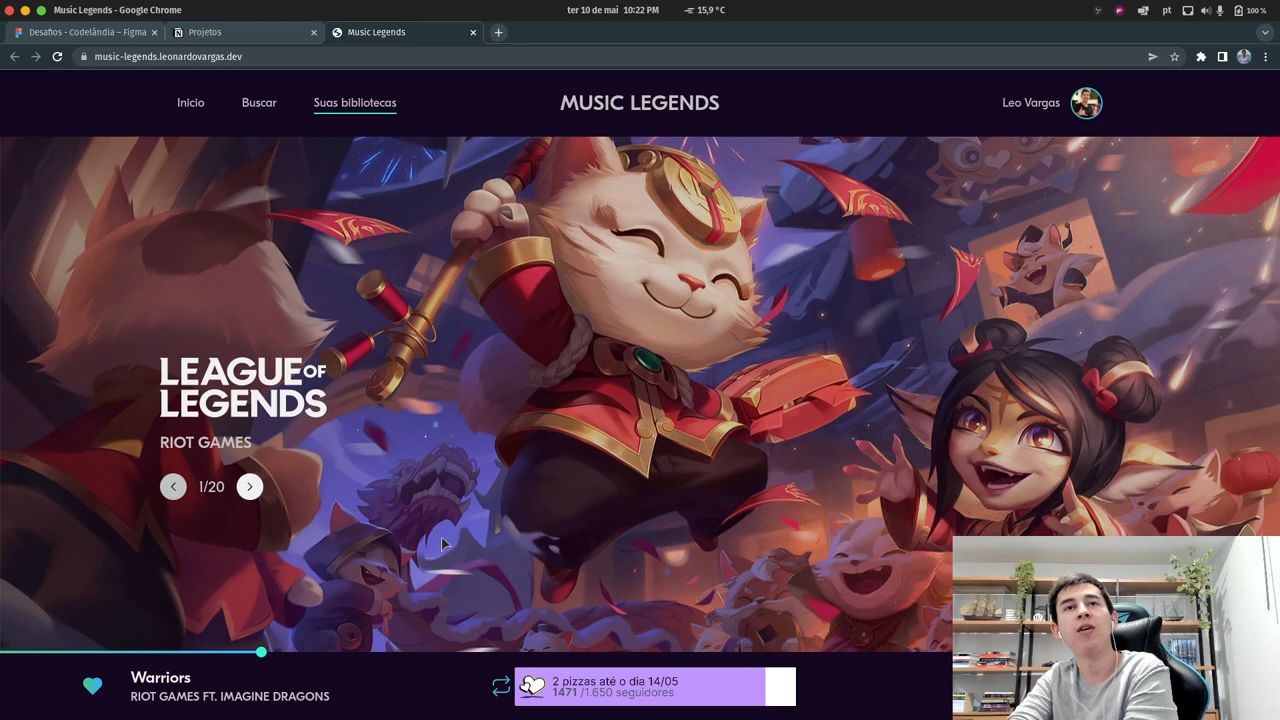 Music Legends - Google Chrome
ter 10 de mai 10:22 PM
15,9 °C
pt
100 %
Desafios - Codelândia – Figma
Projetos
Music Legends
music-legends.leonardovargas.dev
Inicio
Buscar
Suas bibliotecas
MUSIC LEGENDS
Leo Vargas
LEAGUE OF
LEGENDS
RIOT GAMES
1/20
Warriors
RIOT GAMES FT. IMAGINE DRAGONS
2 pizzas até o dia 14/05
1471 /1.650 seguidores